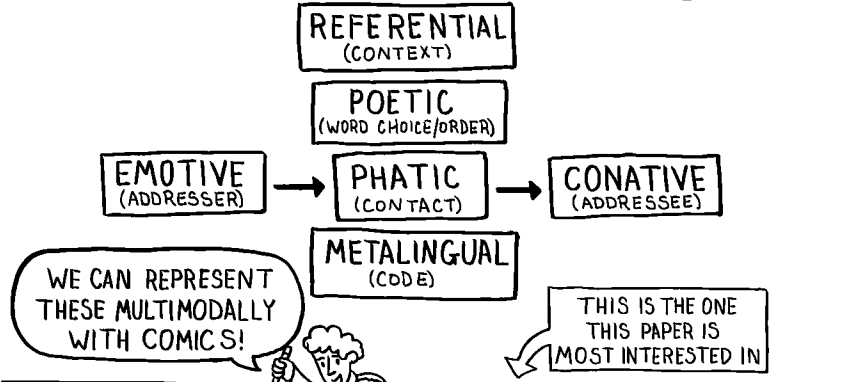 REFERENTIAL
(CONTEXT)
POETIC
(WORD CHOICE/ORDER)
EMOTIVE
(ADDRESSER)
PHATIC
(CONTACT)
CONATIVE
(ADDRESSEE)
METALINGUAL
(CODE)
WE CAN REPRESENT
THESE MULTIMODALLY
WITH COMICS!
THIS IS THE ONE
THIS PAPER IS
MOST INTERESTED IN